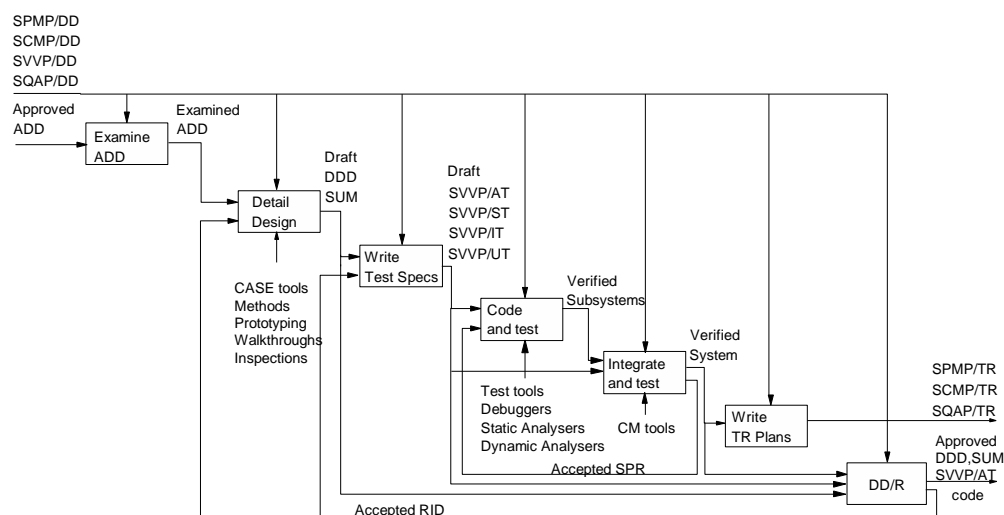 SPMP/DD
SCMP/DD
SVVP/DD
SQAP/DD
Approved
ADD
Examine
ADD
Examined
ADD
Detail
Design
Draft
DDD
SUM
CASE tools
Methods
Prototyping
Walkthroughs
Inspections
Write
Test Specs
Draft
SVVP/AT
SVVP/ST
SVVP/IT
SVVP/UT
Code
and test
Verified
Subsystems
Test tools
Debuggers
Static Analysers
Dynamic Analysers
Integrate
and test
Verified
System
CM tools
Accepted SPR
Write
TR Plans
SPMP/TR
SCMP/TR
SQAP/TR
DD/R
Approved
DDD,SUM
SVVP/AT
code
Accepted RID